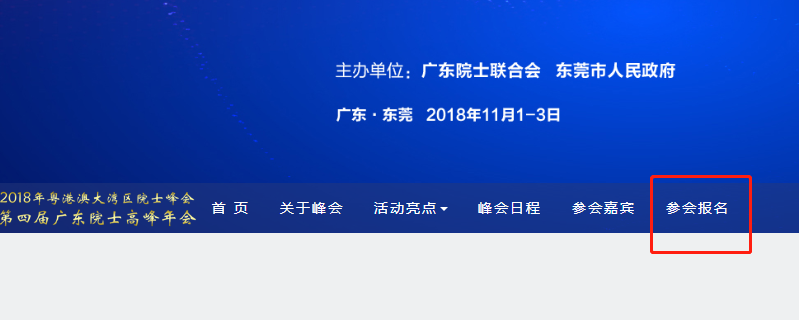 主办单位：广东院士联合会 东莞市人民政府
广东·东莞 2018年11月1-3日
2018年粤港澳大湾区院士峰会
第四届广东院士高峰年会
首 页 关于峰会 活动亮点 峰会日程 参会嘉宾 参会报名